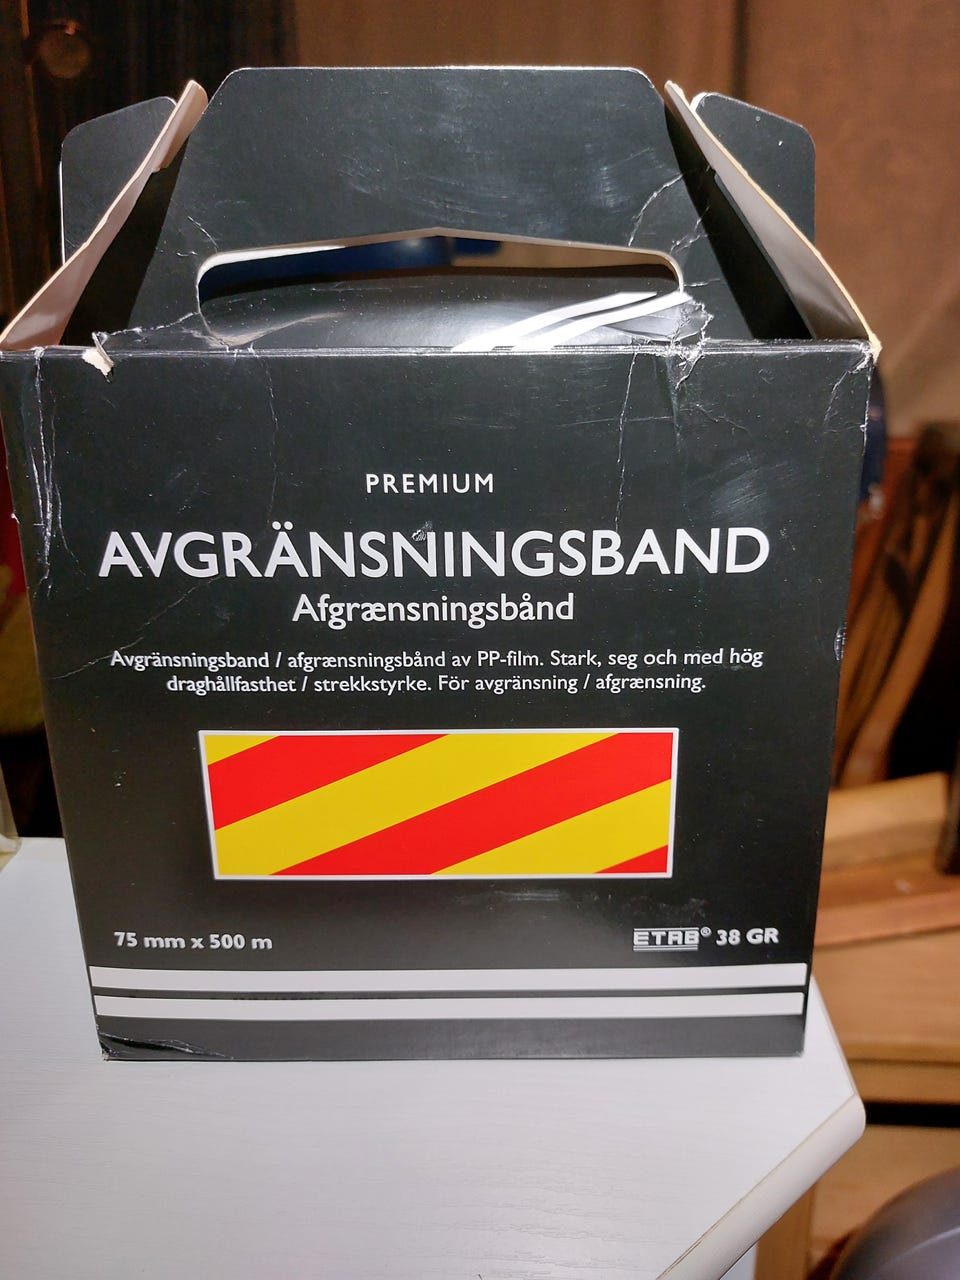 PREMIUM
AVGRÄNSNINGSBAND
Afgrænsningsbånd
Avgränsningsband / afgrænsningsbånd av PP-film. Stark, seg och med hög
draghållfasthet / strekkstyrke. För avgränsning / afgrænsning.
75 mm x 500 m
ETAB® 38 GR